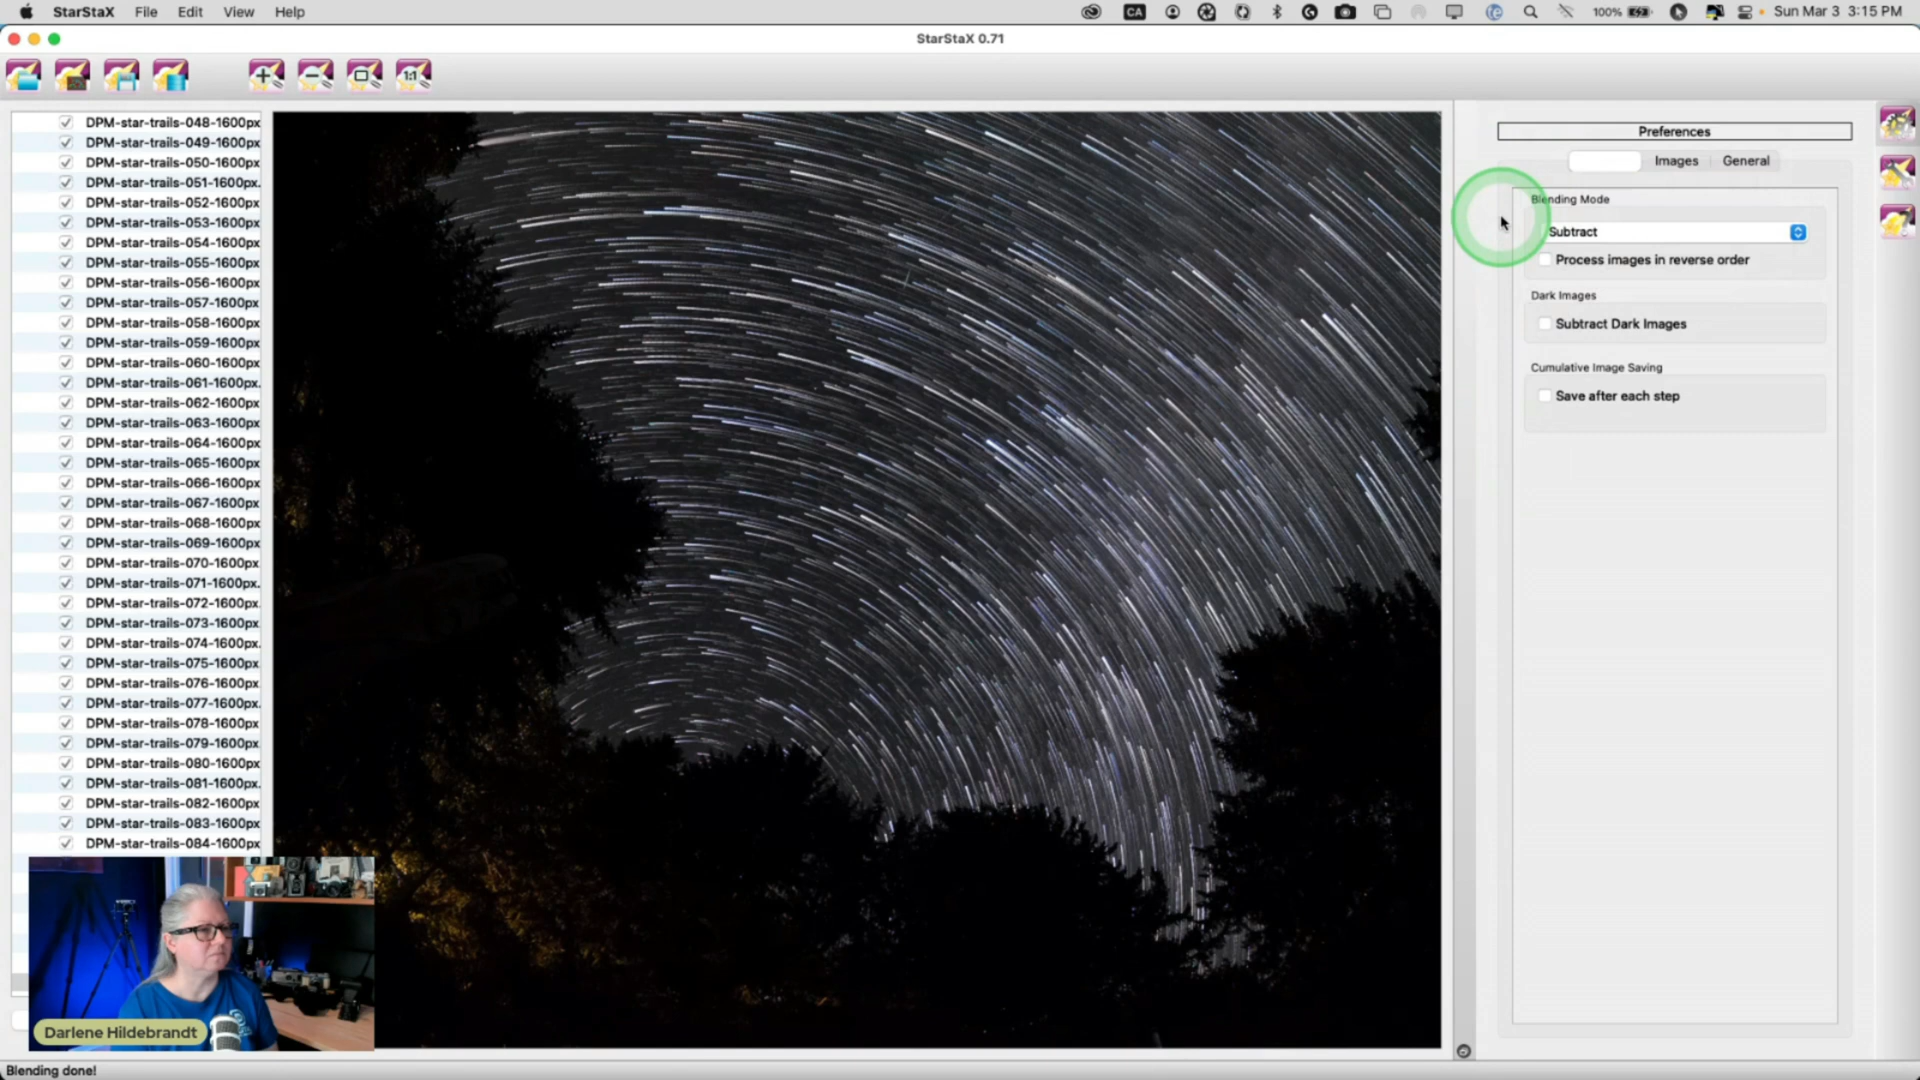 StarStaX File Edit View Help
CA
100%
Sun Mar 3 3:15 PM
StarStaX 0.71
1:1
DPM-star-trails-048-1600px
DPM-star-trails-049-1600px
DPM-star-trails-050-1600px
DPM-star-trails-051-1600px.
DPM-star-trails-052-1600px
DPM-star-trails-053-1600px
DPM-star-trails-054-1600px
DPM-star-trails-055-1600px
DPM-star-trails-056-1600px
DPM-star-trails-057-1600px
DPM-star-trails-058-1600px
DPM-star-trails-059-1600px
DPM-star-trails-060-1600px
DPM-star-trails-061-1600px.
DPM-star-trails-062-1600px
DPM-star-trails-063-1600px
DPM-star-trails-064-1600px
DPM-star-trails-065-1600px
DPM-star-trails-066-1600px
DPM-star-trails-067-1600px
DPM-star-trails-068-1600px
DPM-star-trails-069-1600px
DPM-star-trails-070-1600px
DPM-star-trails-071-1600px.
DPM-star-trails-072-1600px.
DPM-star-trails-073-1600px.
DPM-star-trails-074-1600px.
DPM-star-trails-075-1600px.
DPM-star-trails-076-1600px.
DPM-star-trails-077-1600px.
DPM-star-trails-078-1600px
DPM-star-trails-079-1600px
DPM-star-trails-080-1600px
DPM-star-trails-081-1600px.
DPM-star-trails-082-1600px
DPM-star-trails-083-1600px
DPM-star-trails-084-1600px
Darlene Hildebrandt
Blending done!
Preferences
Images General
Blending Mode
Subtract
Process images in reverse order
Dark Images
Subtract Dark Images
Cumulative Image Saving
Save after each step